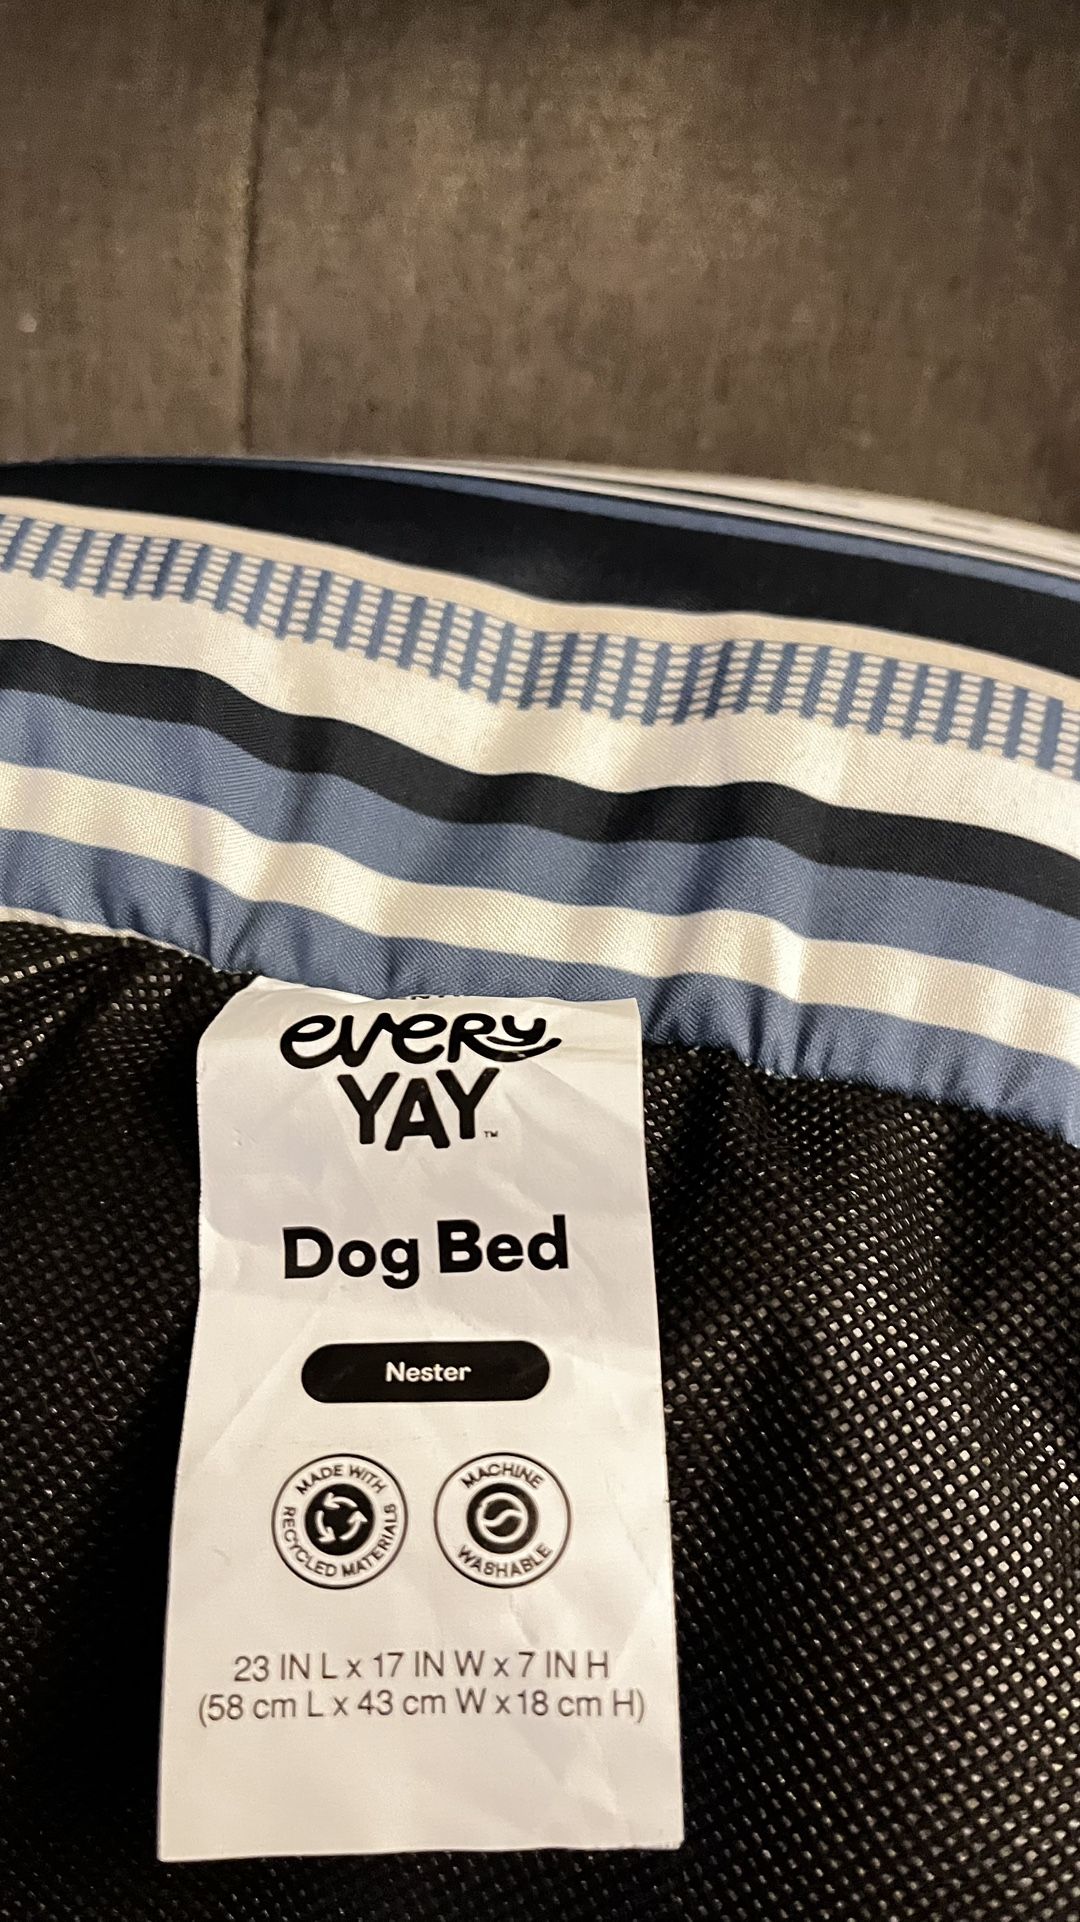 every
YAY™
Dog Bed
Nester
MADE WITH RECYCLED MATERIALS
MACHINE WASHABLE
23 IN L x 17 IN W x 7 IN H
(58 cm L x 43 cm W x 18 cm H)